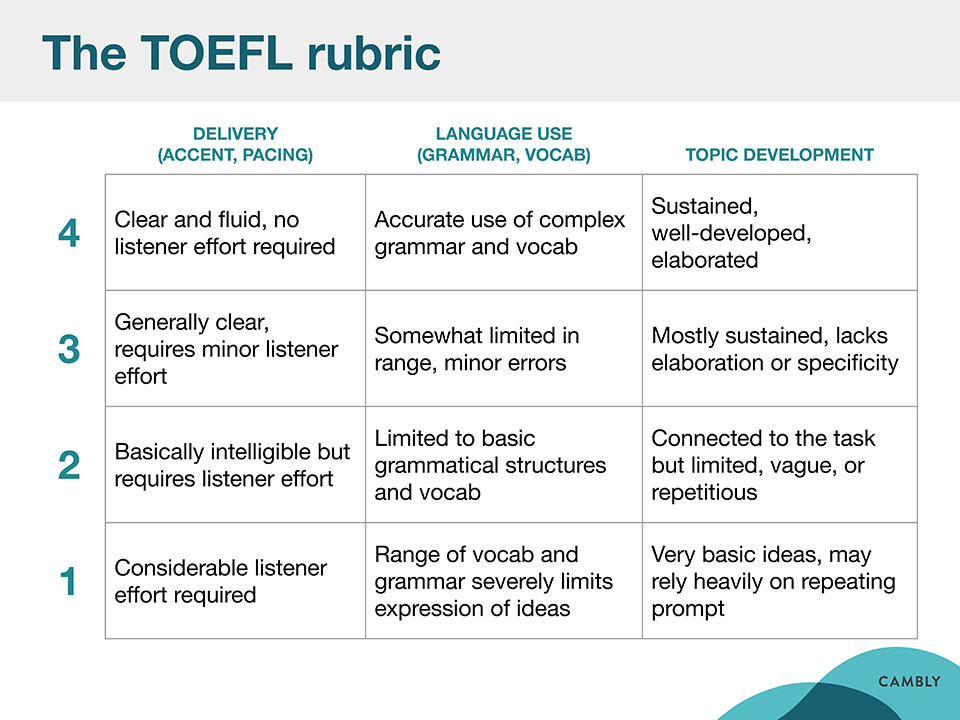 The TOEFL rubric
DELIVERY
(ACCENT, PACING)
LANGUAGE USE
(GRAMMAR, VOCAB)
TOPIC DEVELOPMENT
4
Clear and fluid, no
listener effort required
Accurate use of complex
grammar and vocab
Sustained,
well-developed,
elaborated
3
Generally clear,
requires minor listener
effort
Somewhat limited in
range, minor errors
Mostly sustained, lacks
elaboration or specificity
2
Basically intelligible but
requires listener effort
Limited to basic
grammatical structures
and vocab
Connected to the task
but limited, vague, or
repetitious
1
Considerable listener
effort required
Range of vocab and
grammar severely limits
expression of ideas
Very basic ideas, may
rely heavily on repeating
prompt
CAMBLY